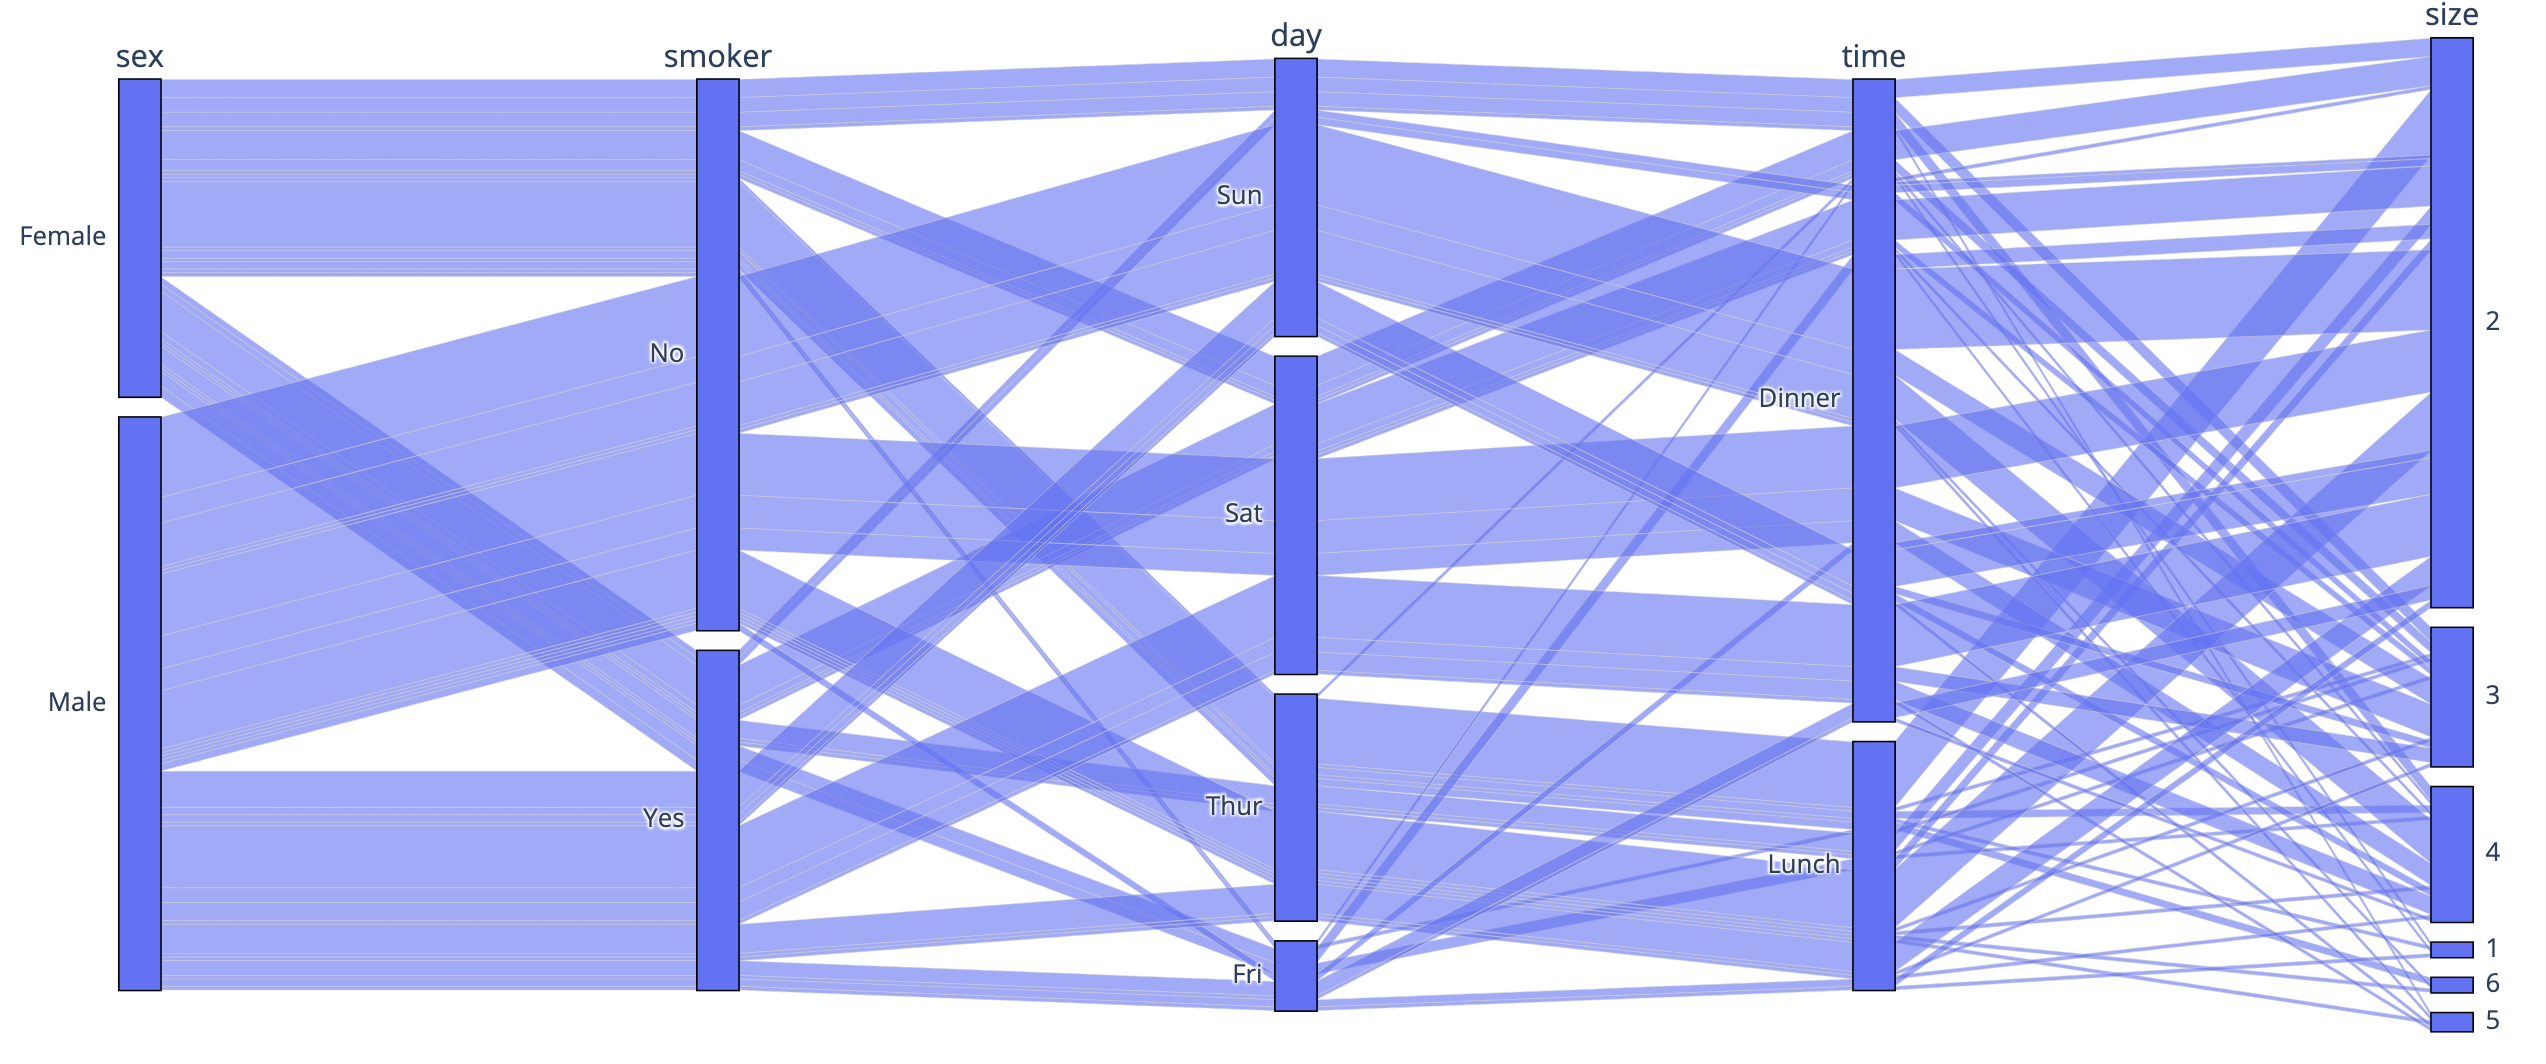 sex
smoker
day
time
size
Female
Male
No
Yes
Sun
Sat
Thur
Fri
Dinner
Lunch
2
3
4
1
6
5